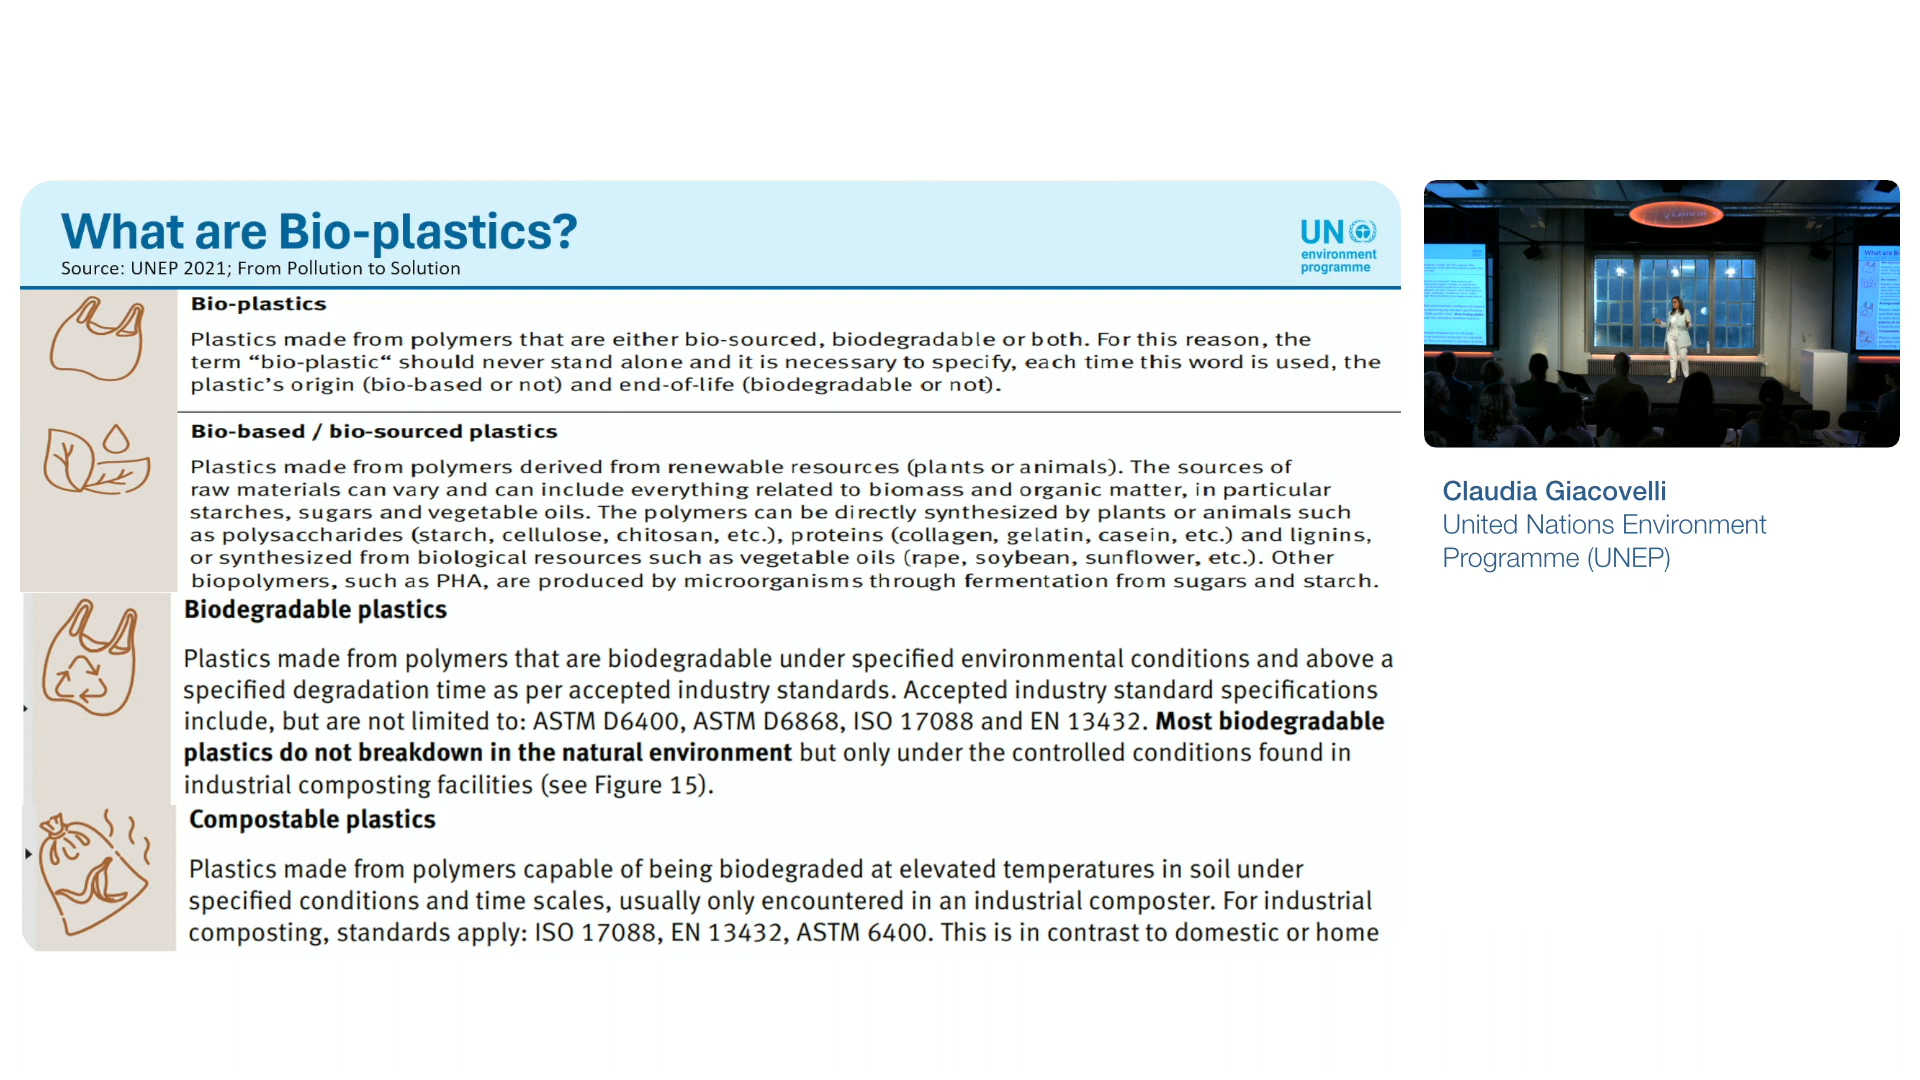 What are Bio-plastics?
Source: UNEP 2021; From Pollution to Solution
UN
environment
programme
Bio-plastics
Plastics made from polymers that are either bio-sourced, biodegradable or both. For this reason, the
term “bio-plastic“ should never stand alone and it is necessary to specify, each time this word is used, the
plastic’s origin (bio-based or not) and end-of-life (biodegradable or not).
Bio-based / bio-sourced plastics
Plastics made from polymers derived from renewable resources (plants or animals). The sources of
raw materials can vary and can include everything related to biomass and organic matter, in particular
starches, sugars and vegetable oils. The polymers can be directly synthesized by plants or animals such
as polysaccharides (starch, cellulose, chitosan, etc.), proteins (collagen, gelatin, casein, etc.) and lignins,
or synthesized from biological resources such as vegetable oils (rape, soybean, sunflower, etc.). Other
biopolymers, such as PHA, are produced by microorganisms through fermentation from sugars and starch.
Biodegradable plastics
Plastics made from polymers that are biodegradable under specified environmental conditions and above a
specified degradation time as per accepted industry standards. Accepted industry standard specifications
include, but are not limited to: ASTM D6400, ASTM D6868, ISO 17088 and EN 13432. Most biodegradable
plastics do not breakdown in the natural environment but only under the controlled conditions found in
industrial composting facilities (see Figure 15).
Compostable plastics
Plastics made from polymers capable of being biodegraded at elevated temperatures in soil under
specified conditions and time scales, usually only encountered in an industrial composter. For industrial
composting, standards apply: ISO 17088, EN 13432, ASTM 6400. This is in contrast to domestic or home
Claudia Giacovelli
United Nations Environment
Programme (UNEP)